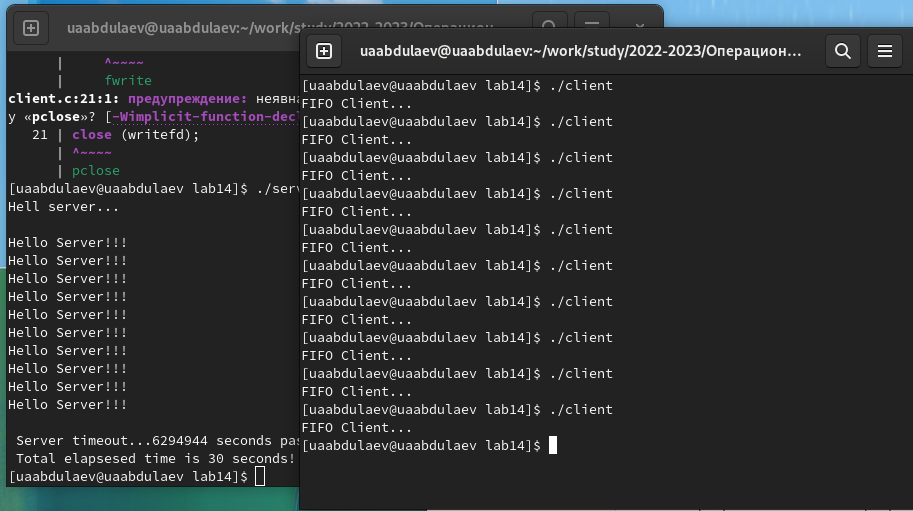 uaabdulaev@uaabdulaev:~/work/study/2022-2023/Операцион…
|     ^~~~~
|     fwrite
client.c:21:1: предупреждение:
у «pclose»? [-Wimplicit-function-decl
21 | close (writefd);
| ^~~~~
| pclose
[uaabdulaev@uaabdulaev lab14]$ ./serv
Hell server...
Hello Server!!!
Hello Server!!!
Hello Server!!!
Hello Server!!!
Hello Server!!!
Hello Server!!!
Hello Server!!!
Hello Server!!!
Hello Server!!!
Hello Server!!!
Server timeout...6294944 seconds pas
Total elapsesed time is 30 seconds!
[uaabdulaev@uaabdulaev lab14]$
uaabdulaev@uaabdulaev:~/work/study/2022-2023/Операцион…
[uaabdulaev@uaabdulaev lab14]$ ./client
FIFO Client...
[uaabdulaev@uaabdulaev lab14]$ ./client
FIFO Client...
[uaabdulaev@uaabdulaev lab14]$ ./client
FIFO Client...
[uaabdulaev@uaabdulaev lab14]$ ./client
FIFO Client...
[uaabdulaev@uaabdulaev lab14]$ ./client
FIFO Client...
[uaabdulaev@uaabdulaev lab14]$ ./client
FIFO Client...
[uaabdulaev@uaabdulaev lab14]$ ./client
FIFO Client...
[uaabdulaev@uaabdulaev lab14]$ ./client
FIFO Client...
[uaabdulaev@uaabdulaev lab14]$ ./client
FIFO Client...
[uaabdulaev@uaabdulaev lab14]$ ./client
FIFO Client...
[uaabdulaev@uaabdulaev lab14]$